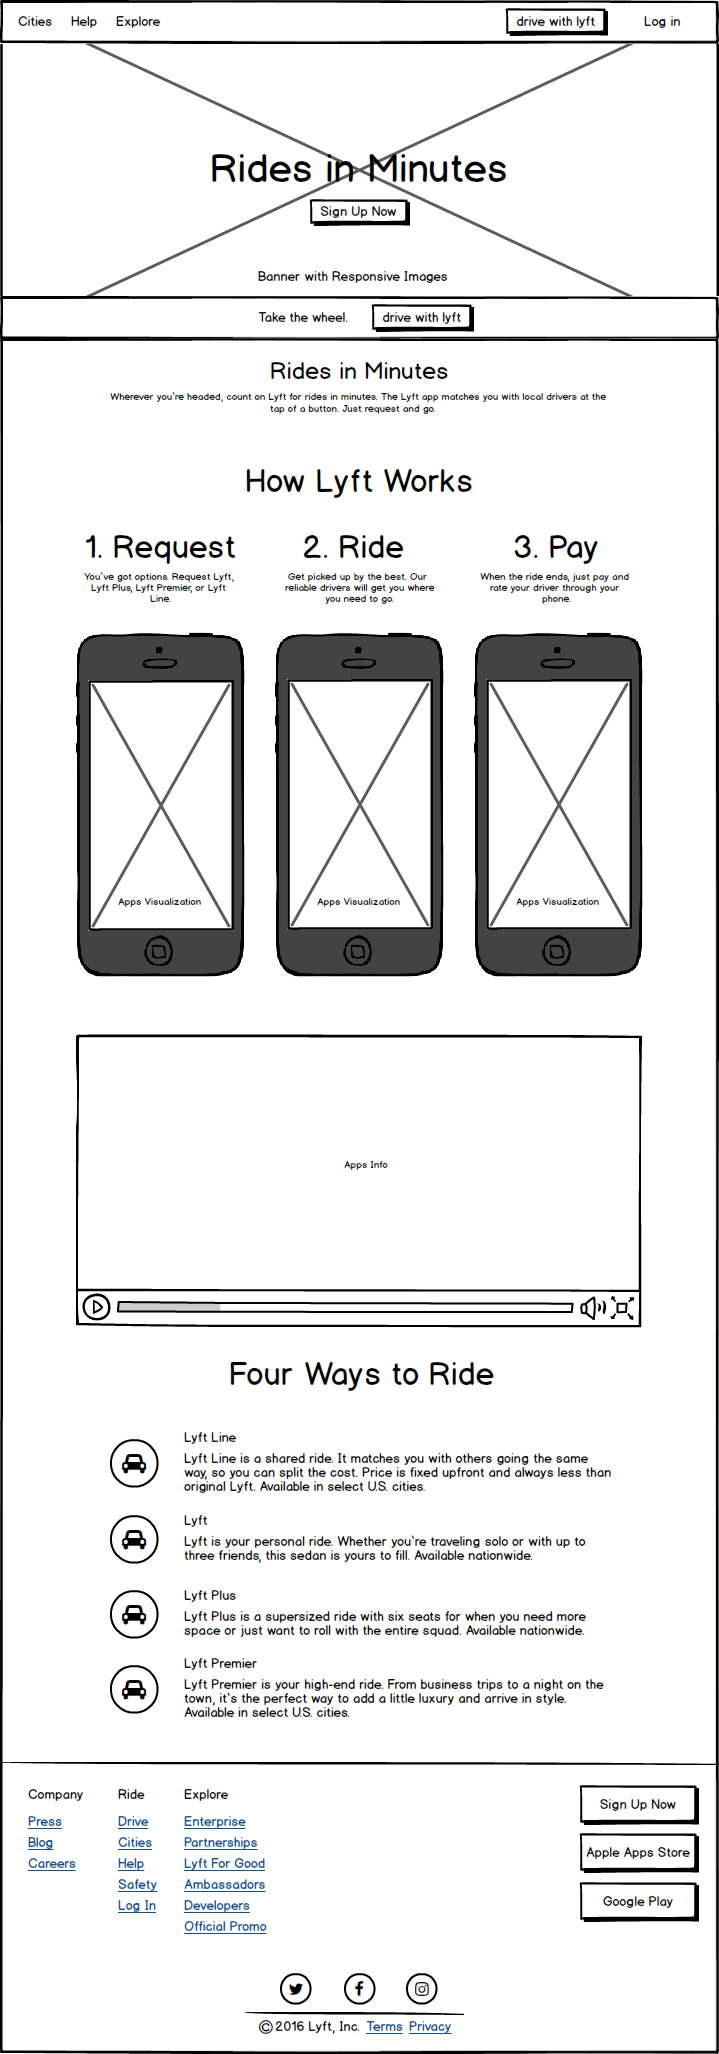 Cities Help Explore drive with lyft Log in
Rides in Minutes
Sign Up Now
Banner with Responsive Images
Take the wheel. drive with lyft
Rides in Minutes
Wherever you`re headed, count on Lyft for rides in minutes. The Lyft app matches you with local drivers at the
tap of a button. Just request and go.
How Lyft Works
1. Request
You`ve got options. Request Lyft,
Lyft Plus, Lyft Premier, or Lyft
Line.
2. Ride
Get picked up by the best. Our
reliable drivers will get you where
you need to go.
3. Pay
When the ride ends, just pay and
rate your driver through your
phone.
Apps Visualization
Apps Visualization
Apps Visualization
Apps Info
Four Ways to Ride
Lyft Line
Lyft Line is a shared ride. It matches you with others going the same
way, so you can split the cost. Price is fixed upfront and always less than
original Lyft. Available in select U.S. cities.
Lyft
Lyft is your personal ride. Whether you`re traveling solo or with up to
three friends, this sedan is yours to fill. Available nationwide.
Lyft Plus
Lyft Plus is a supersized ride with six seats for when you need more
space or just want to roll with the entire squad. Available nationwide.
Lyft Premier
Lyft Premier is your high-end ride. From business trips to a night on the
town, it`s the perfect way to add a little luxury and arrive in style.
Available in select U.S. cities.
Company
Press
Blog
Careers
Ride
Drive
Cities
Help
Safety
Log In
Explore
Enterprise
Partnerships
Lyft For Good
Ambassadors
Developers
Official Promo
Sign Up Now
Apple Apps Store
Google Play
© 2016 Lyft, Inc. Terms Privacy